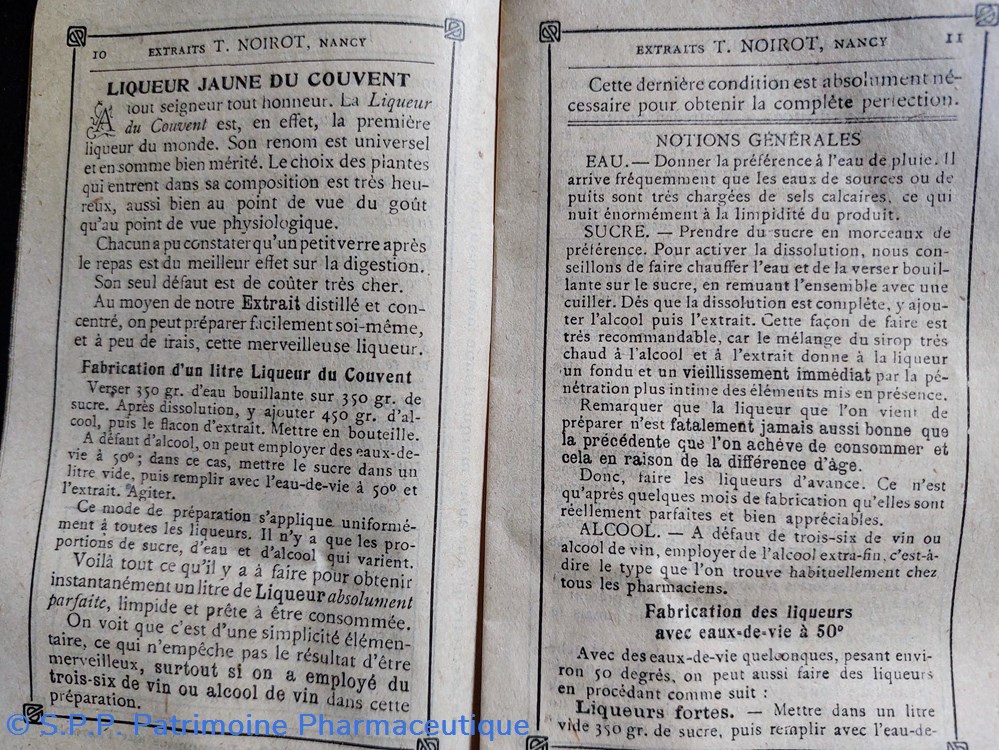 10
EXTRAITS T. NOIROT, NANCY
LIQUEUR JAUNE DU COUVENT
A tout seigneur tout honneur. La Liqueur
du Couvent est, en effet, la première
liqueur du monde. Son renom est universel
et en somme bien mérité. Le choix des plantes
qui entrent dans sa composition est très heu-
reux, aussi bien au point de vue du goût
qu'au point de vue physiologique.
Chacun a pu constater qu'un petit verre après
le repas est du meilleur effet sur la digestion.
Son seul défaut est de coûter très cher.
Au moyen de notre Extrait distillé et con-
centré, on peut préparer facilement soi-même,
et à peu de frais, cette merveilleuse liqueur.
Fabrication d'un litre Liqueur du Couvent
Verser 350 gr. d'eau bouillante sur 350 gr. de
sucre. Après dissolution, y ajouter 450 gr. d'al-
cool, puis le flacon d'extrait. Mettre en bouteille.
A défaut d'alcool, on peut employer des eaux-de-
vie à 50°; dans ce cas, mettre le sucre dans un
litre vide, puis remplir avec l'eau-de-vie à 50° et
l'extrait. Agiter.
Ce mode de préparation s'applique uniformé-
ment à toutes les liqueurs. Il n'y a que les pro-
portions de sucre, d'eau et d'alcool qui varient.
Voilà tout ce qu'il y a à faire pour obtenir
instantanément un litre de Liqueur absolument
parfaite, limpide et prête à être consommée.
On voit que c'est d'une simplicité élémen-
taire, ce qui n'empêche pas le résultat d'être
merveilleux, surtout si on a employé du
trois-six de vin ou alcool de vin dans cette
préparation.
EXTRAITS T. NOIROT, NANCY
11
Cette dernière condition est absolument né-
cessaire pour obtenir la complète perfection.
NOTIONS GÉNÉRALES
EAU. — Donner la préférence à l'eau de pluie. Il
arrive fréquemment que les eaux de sources ou de
puits sont très chargées de sels calcaires, ce qui
nuit énormément à la limpidité du produit.
SUCRE. — Prendre du sucre en morceaux de
préférence. Pour activer la dissolution, nous con-
seillons de faire chauffer l'eau et de la verser bouil-
lante sur le sucre, en remuant l'ensemble avec une
cuiller. Dès que la dissolution est complète, y ajou-
ter l'alcool puis l'extrait. Cette façon de faire est
très recommandable, car le mélange du sirop très
chaud à l'alcool et à l'extrait donne à la liqueur
un fondu et un vieillissement immédiat par la pé-
nétration plus intime des éléments mis en présence.
Remarquer que la liqueur que l'on vient de
préparer n'est fatalement jamais aussi bonne que
la précédente que l'on achève de consommer et
cela en raison de la différence d'âge.
Donc, faire les liqueurs d'avance. Ce n'est
qu'après quelques mois de fabrication qu'elles sont
réellement parfaites et bien appréciables.
ALCOOL. — A défaut de trois-six de vin ou
alcool de vin, employer de l'alcool extra-fin, c'est-à-
dire le type que l'on trouve habituellement chez
tous les pharmaciens.
Fabrication des liqueurs
avec eaux-de-vie à 50°
Avec des eaux-de-vie quelconques, pesant envi-
ron 50 degrés, on peut aussi faire des liqueurs
en procédant comme suit :
Liqueurs fortes. — Mettre dans un litre
vide 350 gr. de sucre, puis remplir avec l'eau-de-
© S.P.P. Patrimoine Pharmaceutique